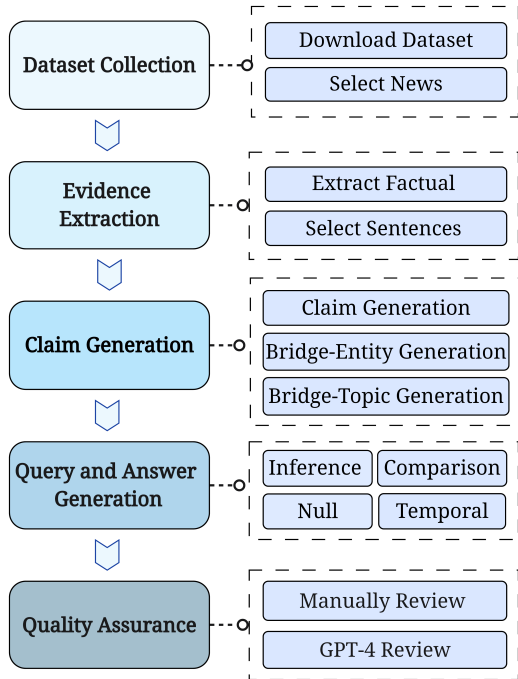 Dataset Collection
Download Dataset
Select News
Evidence
Extraction
Extract Factual
Select Sentences
Claim Generation
Claim Generation
Bridge-Entity Generation
Bridge-Topic Generation
Query and Answer
Generation
Inference
Comparison
Null
Temporal
Quality Assurance
Manually Review
GPT-4 Review